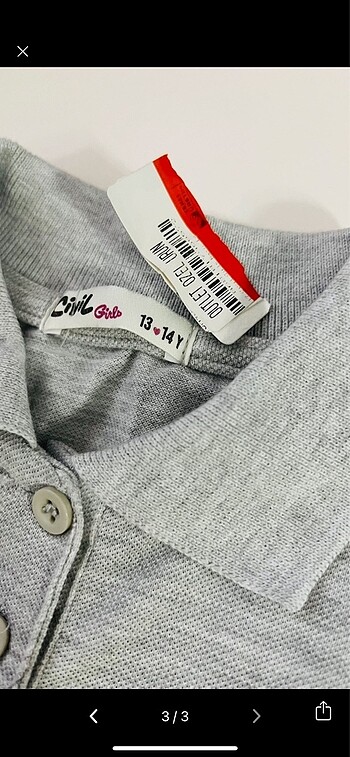 Civil Girls
13 14 Y
OUTLET ÖZEL ÜRÜN
3 / 3